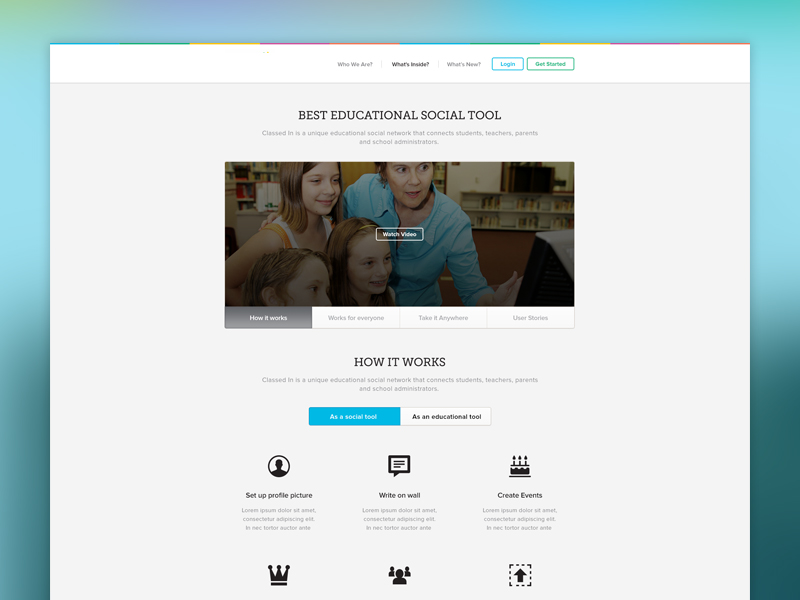 Who We Are?
What's Inside?
What's New?
Login
Get Started
BEST EDUCATIONAL SOCIAL TOOL
Classed In is a unique educational social network that connects students, teachers, parents
and school administrators.
Watch Video
How it works
Works for everyone
Take It Anywhere
User Stories
HOW IT WORKS
Classed In is a unique educational social network that connects students, teachers, parents
and school administrators.
As a social tool
As an educational tool
Set up profile picture
Write on wall
Create Events
Lorem ipsum dolor sit amet,
consectetur adipiscing elit.
In nec tortor auctor ante
Lorem ipsum dolor sit amet,
consectetur adipiscing elit.
In nec tortor auctor ante
Lorem ipsum dolor sit amet,
consectetur adipiscing elit.
In nec tortor auctor ante